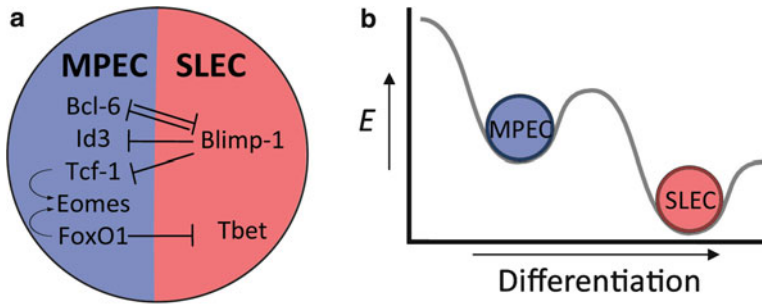 a
MPEC SLEC
Bcl-6
Id3
Blimp-1
Tcf-1
Eomes
FoxO1
Tbet
b
E
MPEC
SLEC
Differentiation